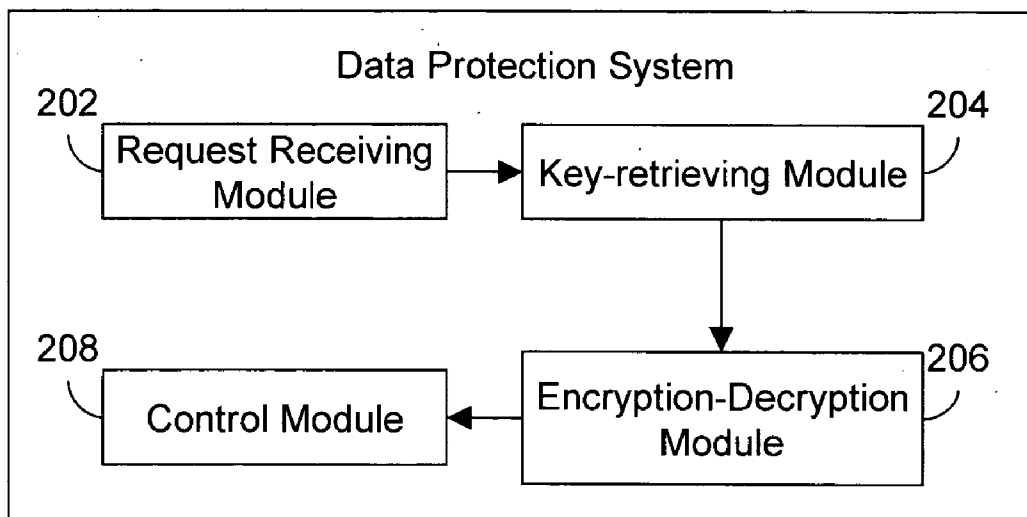 Data Protection System
202
Request Receiving
Module
204
Key-retrieving Module
208
Control Module
206
Encryption-Decryption
Module